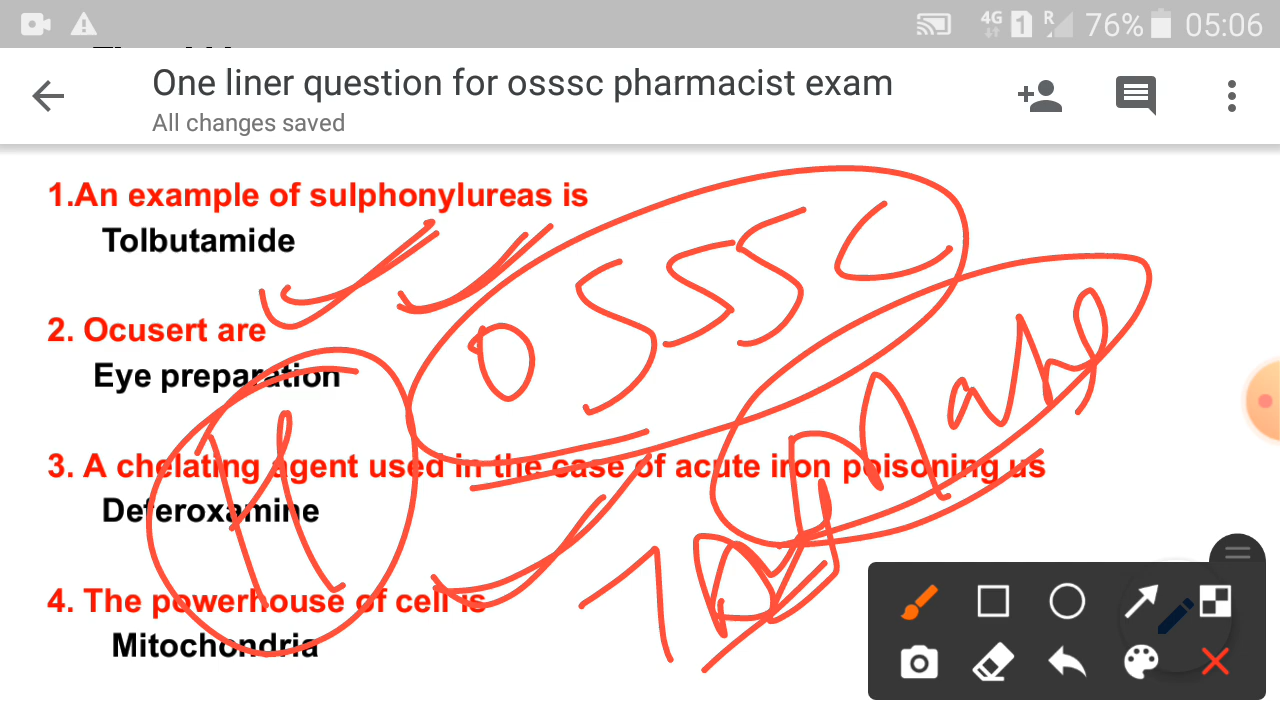 4G 1 R 76% 05:06
One liner question for osssc pharmacist exam
All changes saved
1.An example of sulphonylureas is
Tolbutamide
2. Ocusert are
Eye preparation
OSSSC
3. A chelating agent used in the case of acute iron poisoning us
Deferoxamine
4. The powerhouse of cell is
Mitochondria